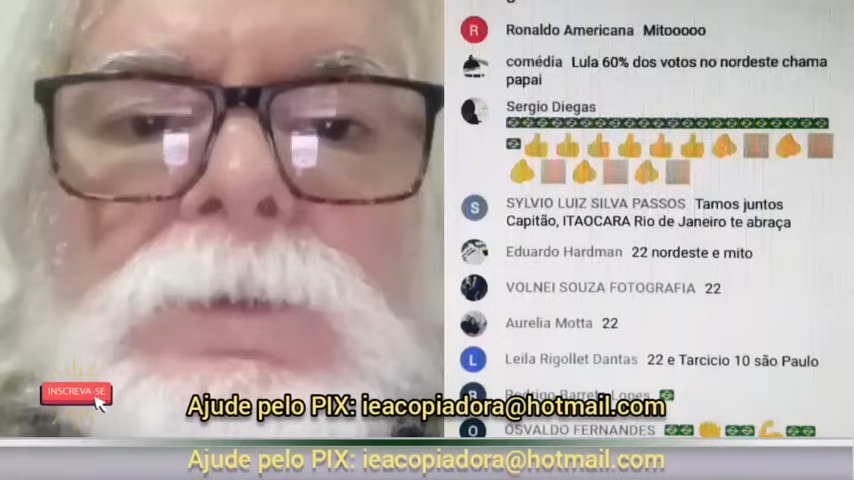 R Ronaldo Americana Mitooooo
comédia Lula 60% dos votos no nordeste chama
papai
Sergio Diegas
S SYLVIO LUIZ SILVA PASSOS Tamos juntos
Capitão, ITAOCARA Rio de Janeiro te abraça
Eduardo Hardman 22 nordeste e mito
VOLNEI SOUZA FOTOGRAFIA 22
Aurelia Motta 22
L Leila Rigollet Dantas 22 e Tarcicio 10 são Paulo
Rodrigo Barreto Lopes
O OSVALDO FERNANDES
INSCREVA-SE
Ajude pelo PIX: ieacopiadora@hotmail.com
Ajude pelo PIX: ieacopiadora@hotmail.com